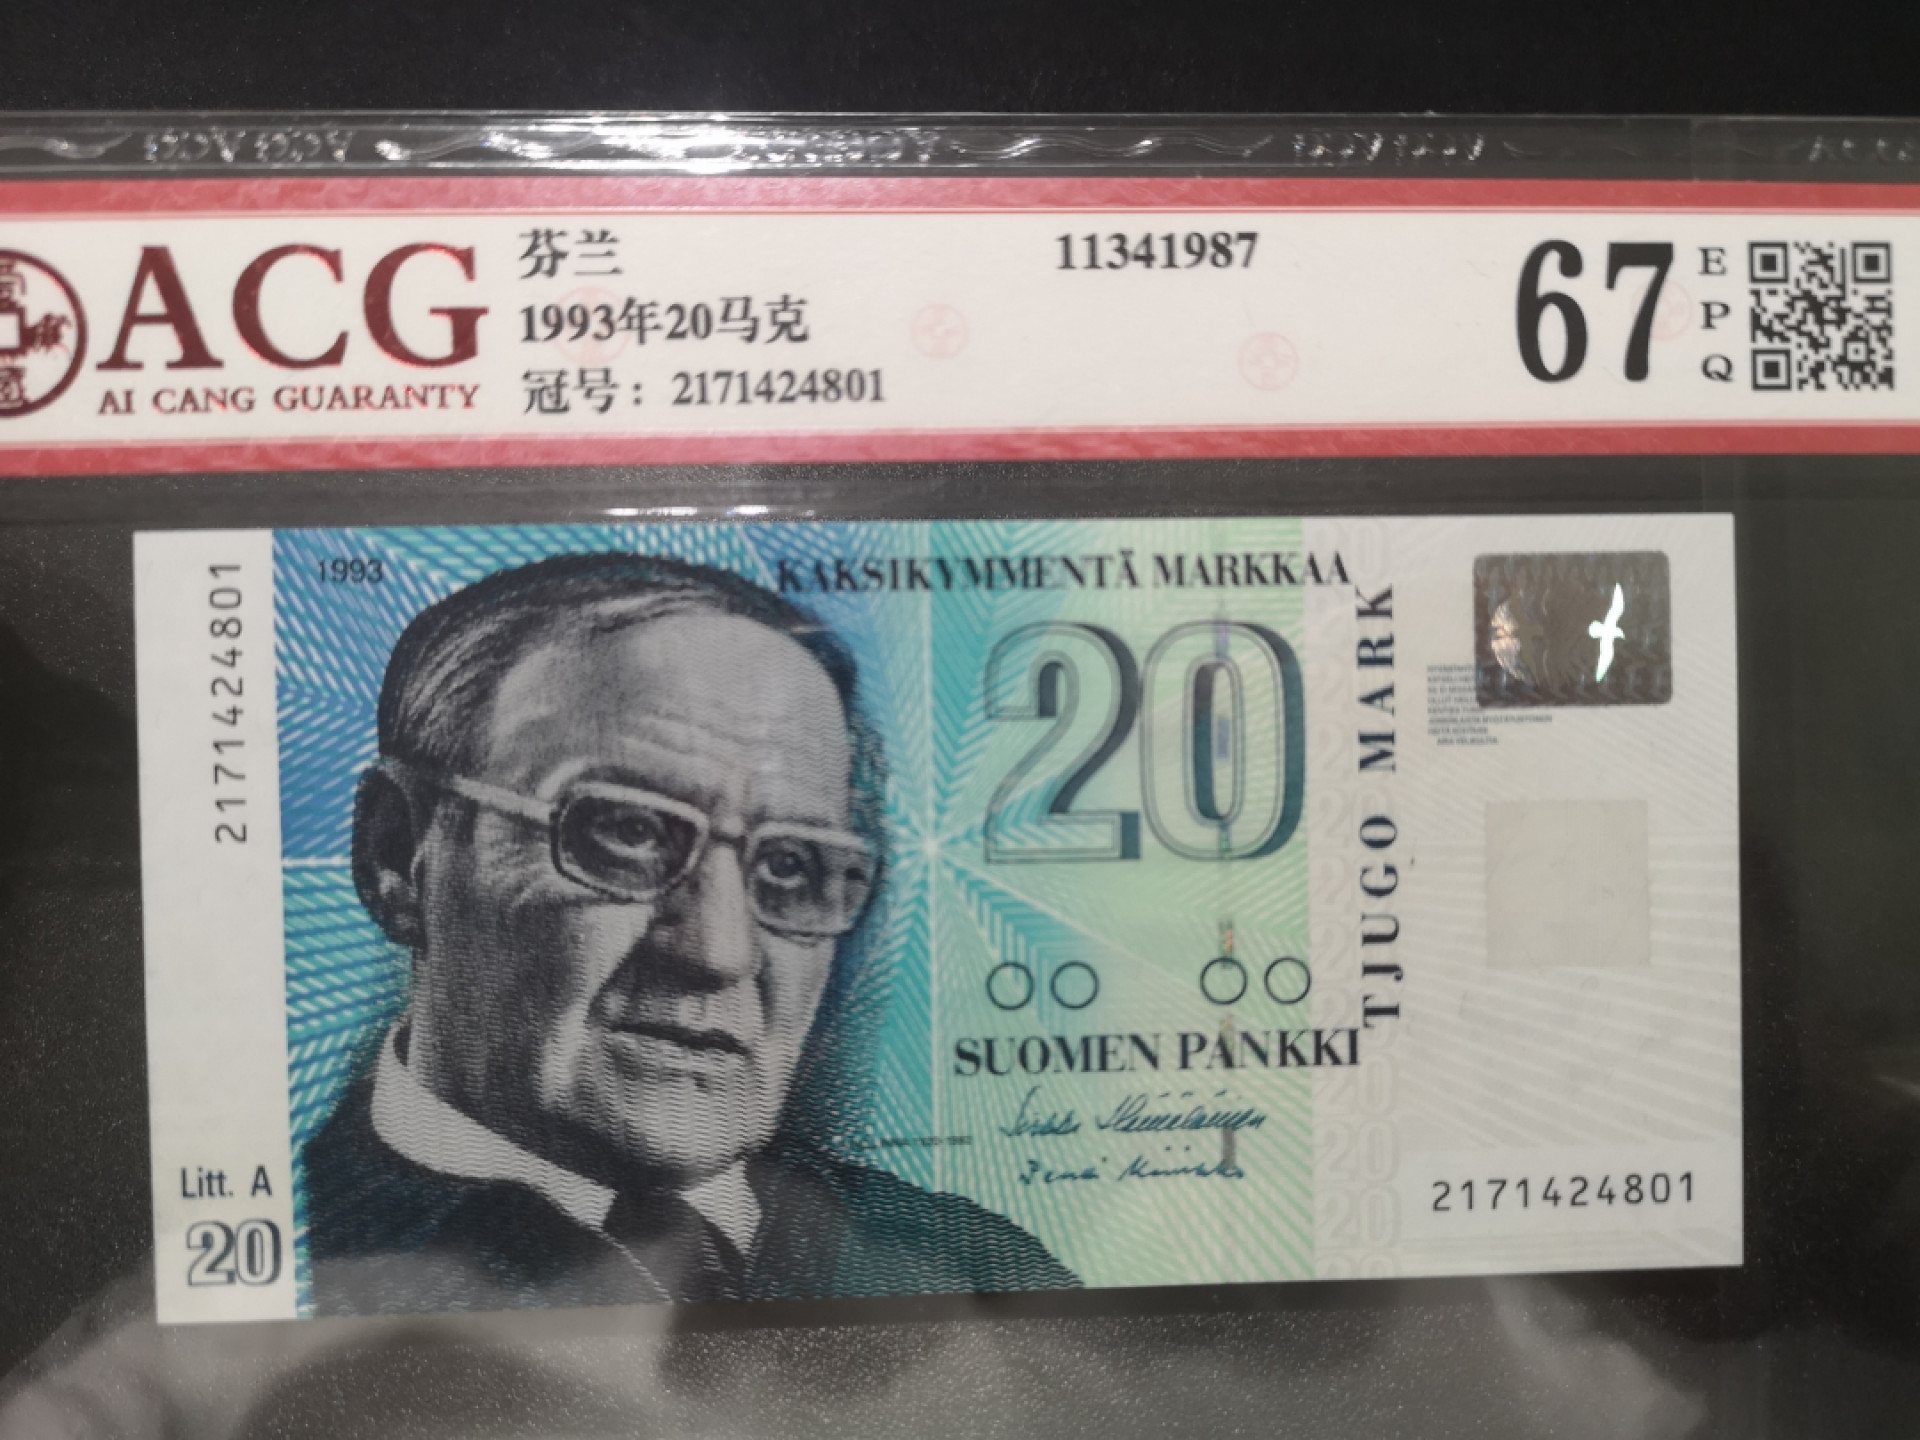 ACG
AI CANG GUARANTY
芬兰
1993年20马克
冠号：2171424801
11341987
67
EPQ
2171424801
1993
KAKSIKYMMENTÄ MARKKAA
20
TJUGO MARK
SUOMEN PANKKI
Litt. A
20
2171424801